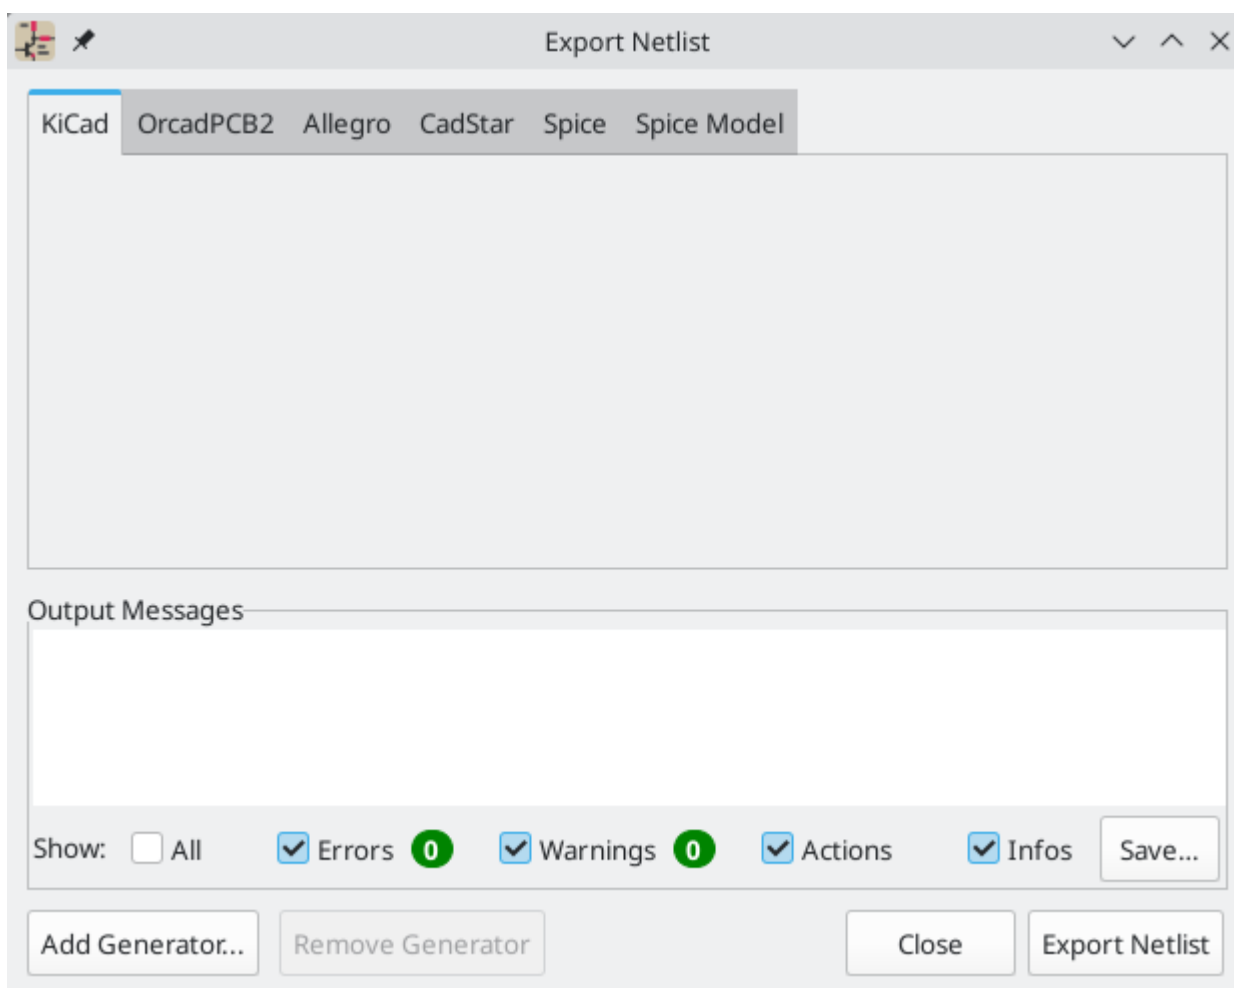 Export Netlist
KiCad OrcadPCB2 Allegro CadStar Spice Spice Model
Output Messages
Show: All Errors 0 Warnings 0 Actions Infos Save...
Add Generator... Remove Generator Close Export Netlist